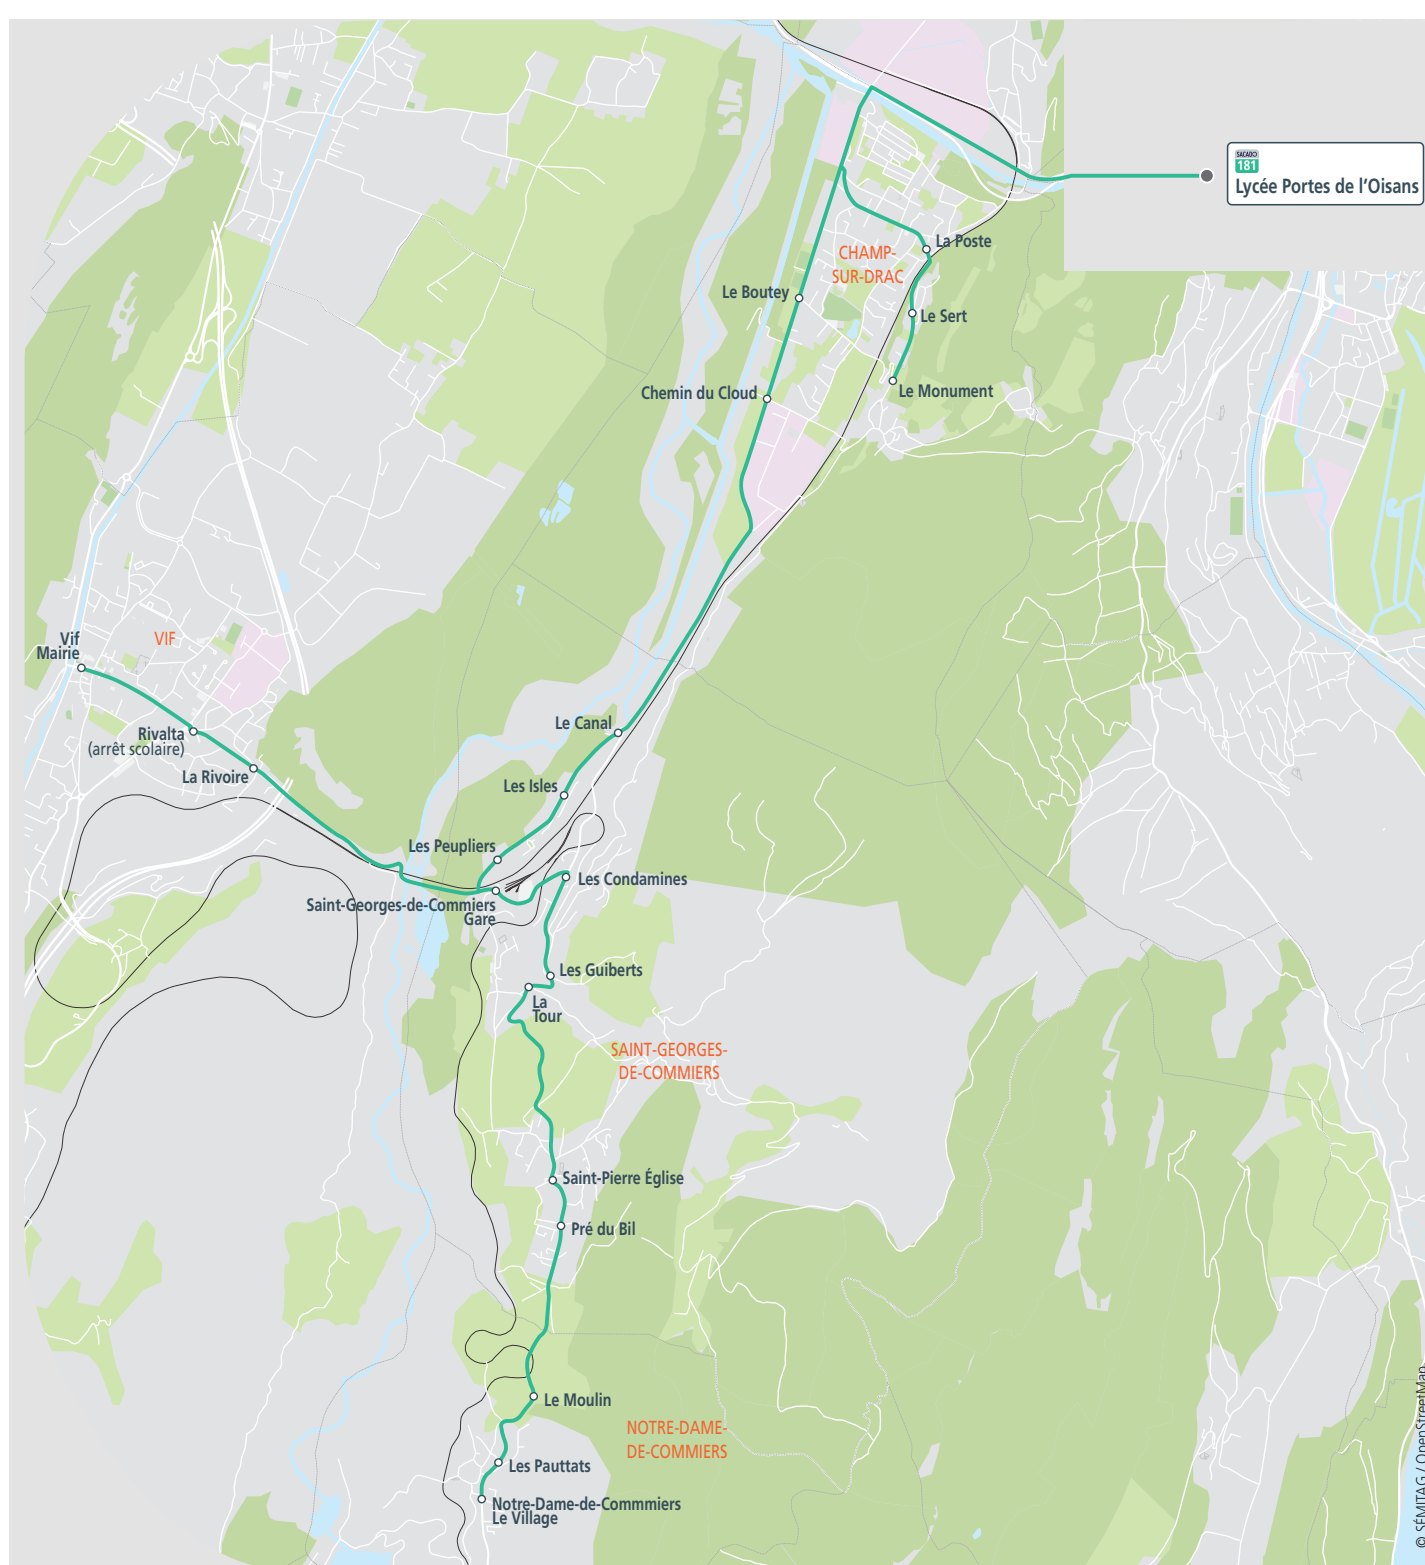 SACADO
181
Lycée Portes de l'Oisans
La Poste
CHAMP-
SUR-DRAC
Le Boutey
Le Sert
Chemin du Cloud
Le Monument
Vif
Mairie
VIF
Rivalta
(arrêt scolaire)
La Rivoire
Le Canal
Les Isles
Les Peupliers
Les Condamines
Saint-Georges-de-Commiers
Gare
Les Guiberts
La
Tour
SAINT-GEORGES-
DE-COMMIERS
Saint-Pierre Église
Pré du Bil
Le Moulin
NOTRE-DAME-
DE-COMMIERS
Les Pauttats
Notre-Dame-de-Commmiers
Le Village
© SÉMITAG / OpenStreetMap